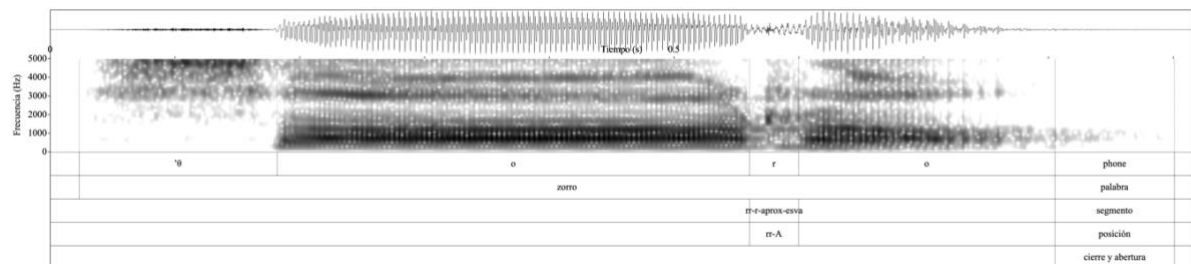 0
Tiempo (s)
0.5
5000
4000
3000
2000
1000
0
Frecuencia (Hz)
'θ o r o phone
zorro palabra
rr-r-aprox-esva segmento
rr-A posición
cierre y abertura